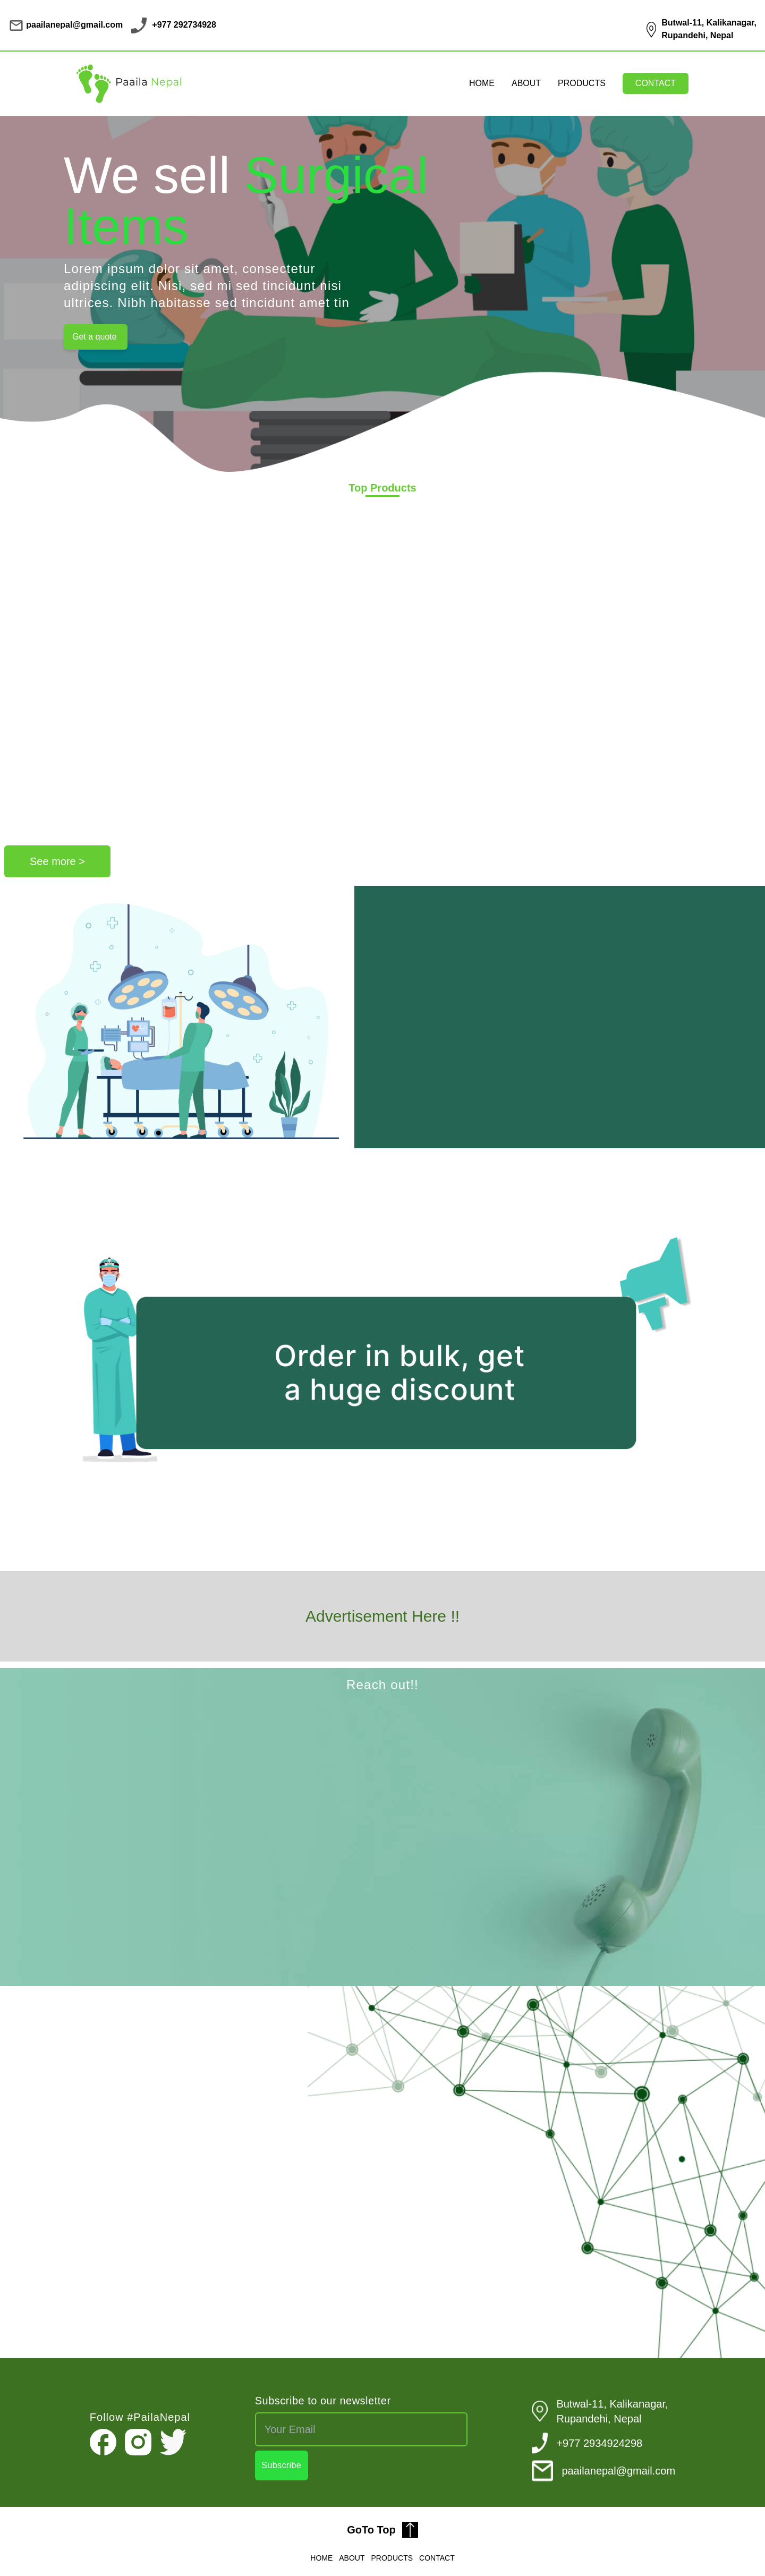 paailanepal@gmail.com
+977 292734928
Butwal-11, Kalikanagar,
Rupandehi, Nepal
Paaila Nepal
HOME
ABOUT
PRODUCTS
CONTACT
We sell Surgical
Items
Lorem ipsum dolor sit amet, consectetur
adipiscing elit. Nisi, sed mi sed tincidunt nisi
ultrices. Nibh habitasse sed tincidunt amet tin
Get a quote
Top Products
See more >
Order in bulk, get
a huge discount
Advertisement Here !!
Reach out!!
Follow #PailaNepal
Subscribe to our newsletter
Your Email
Subscribe
Butwal-11, Kalikanagar,
Rupandehi, Nepal
+977 2934924298
paailanepal@gmail.com
GoTo Top
HOME ABOUT PRODUCTS CONTACT